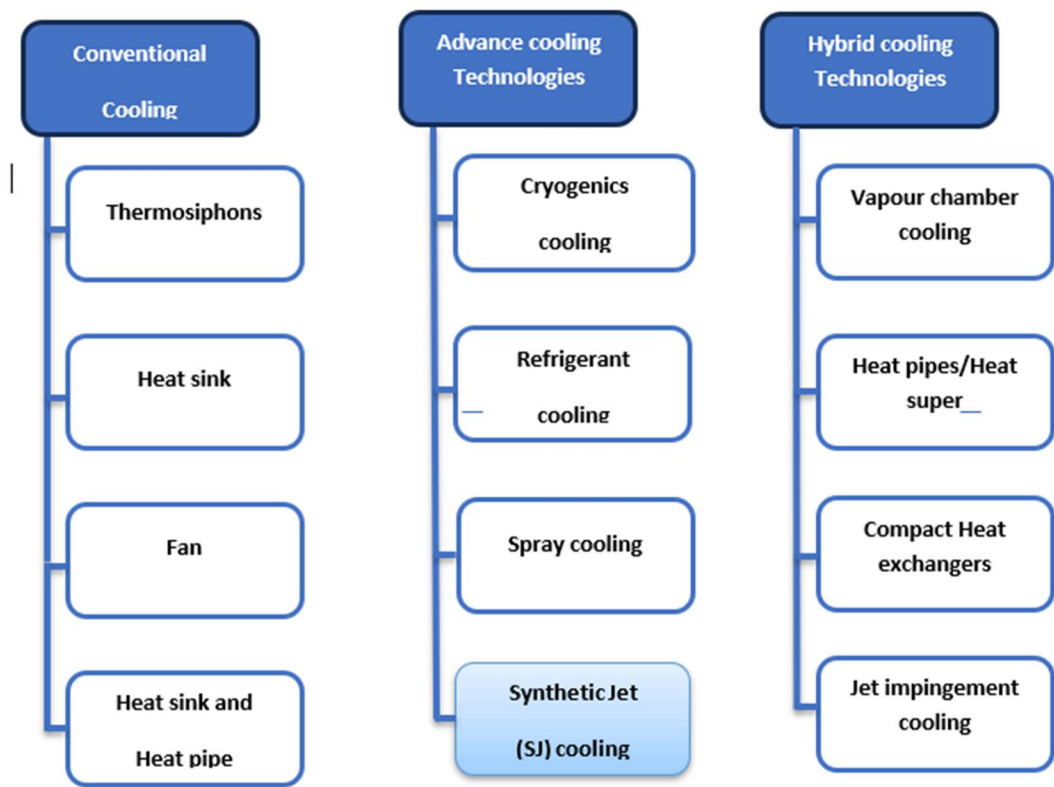 Conventional
Cooling
Thermosiphons
Heat sink
Fan
Heat sink and
Heat pipe
Advance cooling
Technologies
Cryogenics
cooling
Refrigerant
cooling
Spray cooling
Synthetic Jet
(SJ) cooling
Hybrid cooling
Technologies
Vapour chamber
cooling
Heat pipes/Heat
super
Compact Heat
exchangers
Jet impingement
cooling